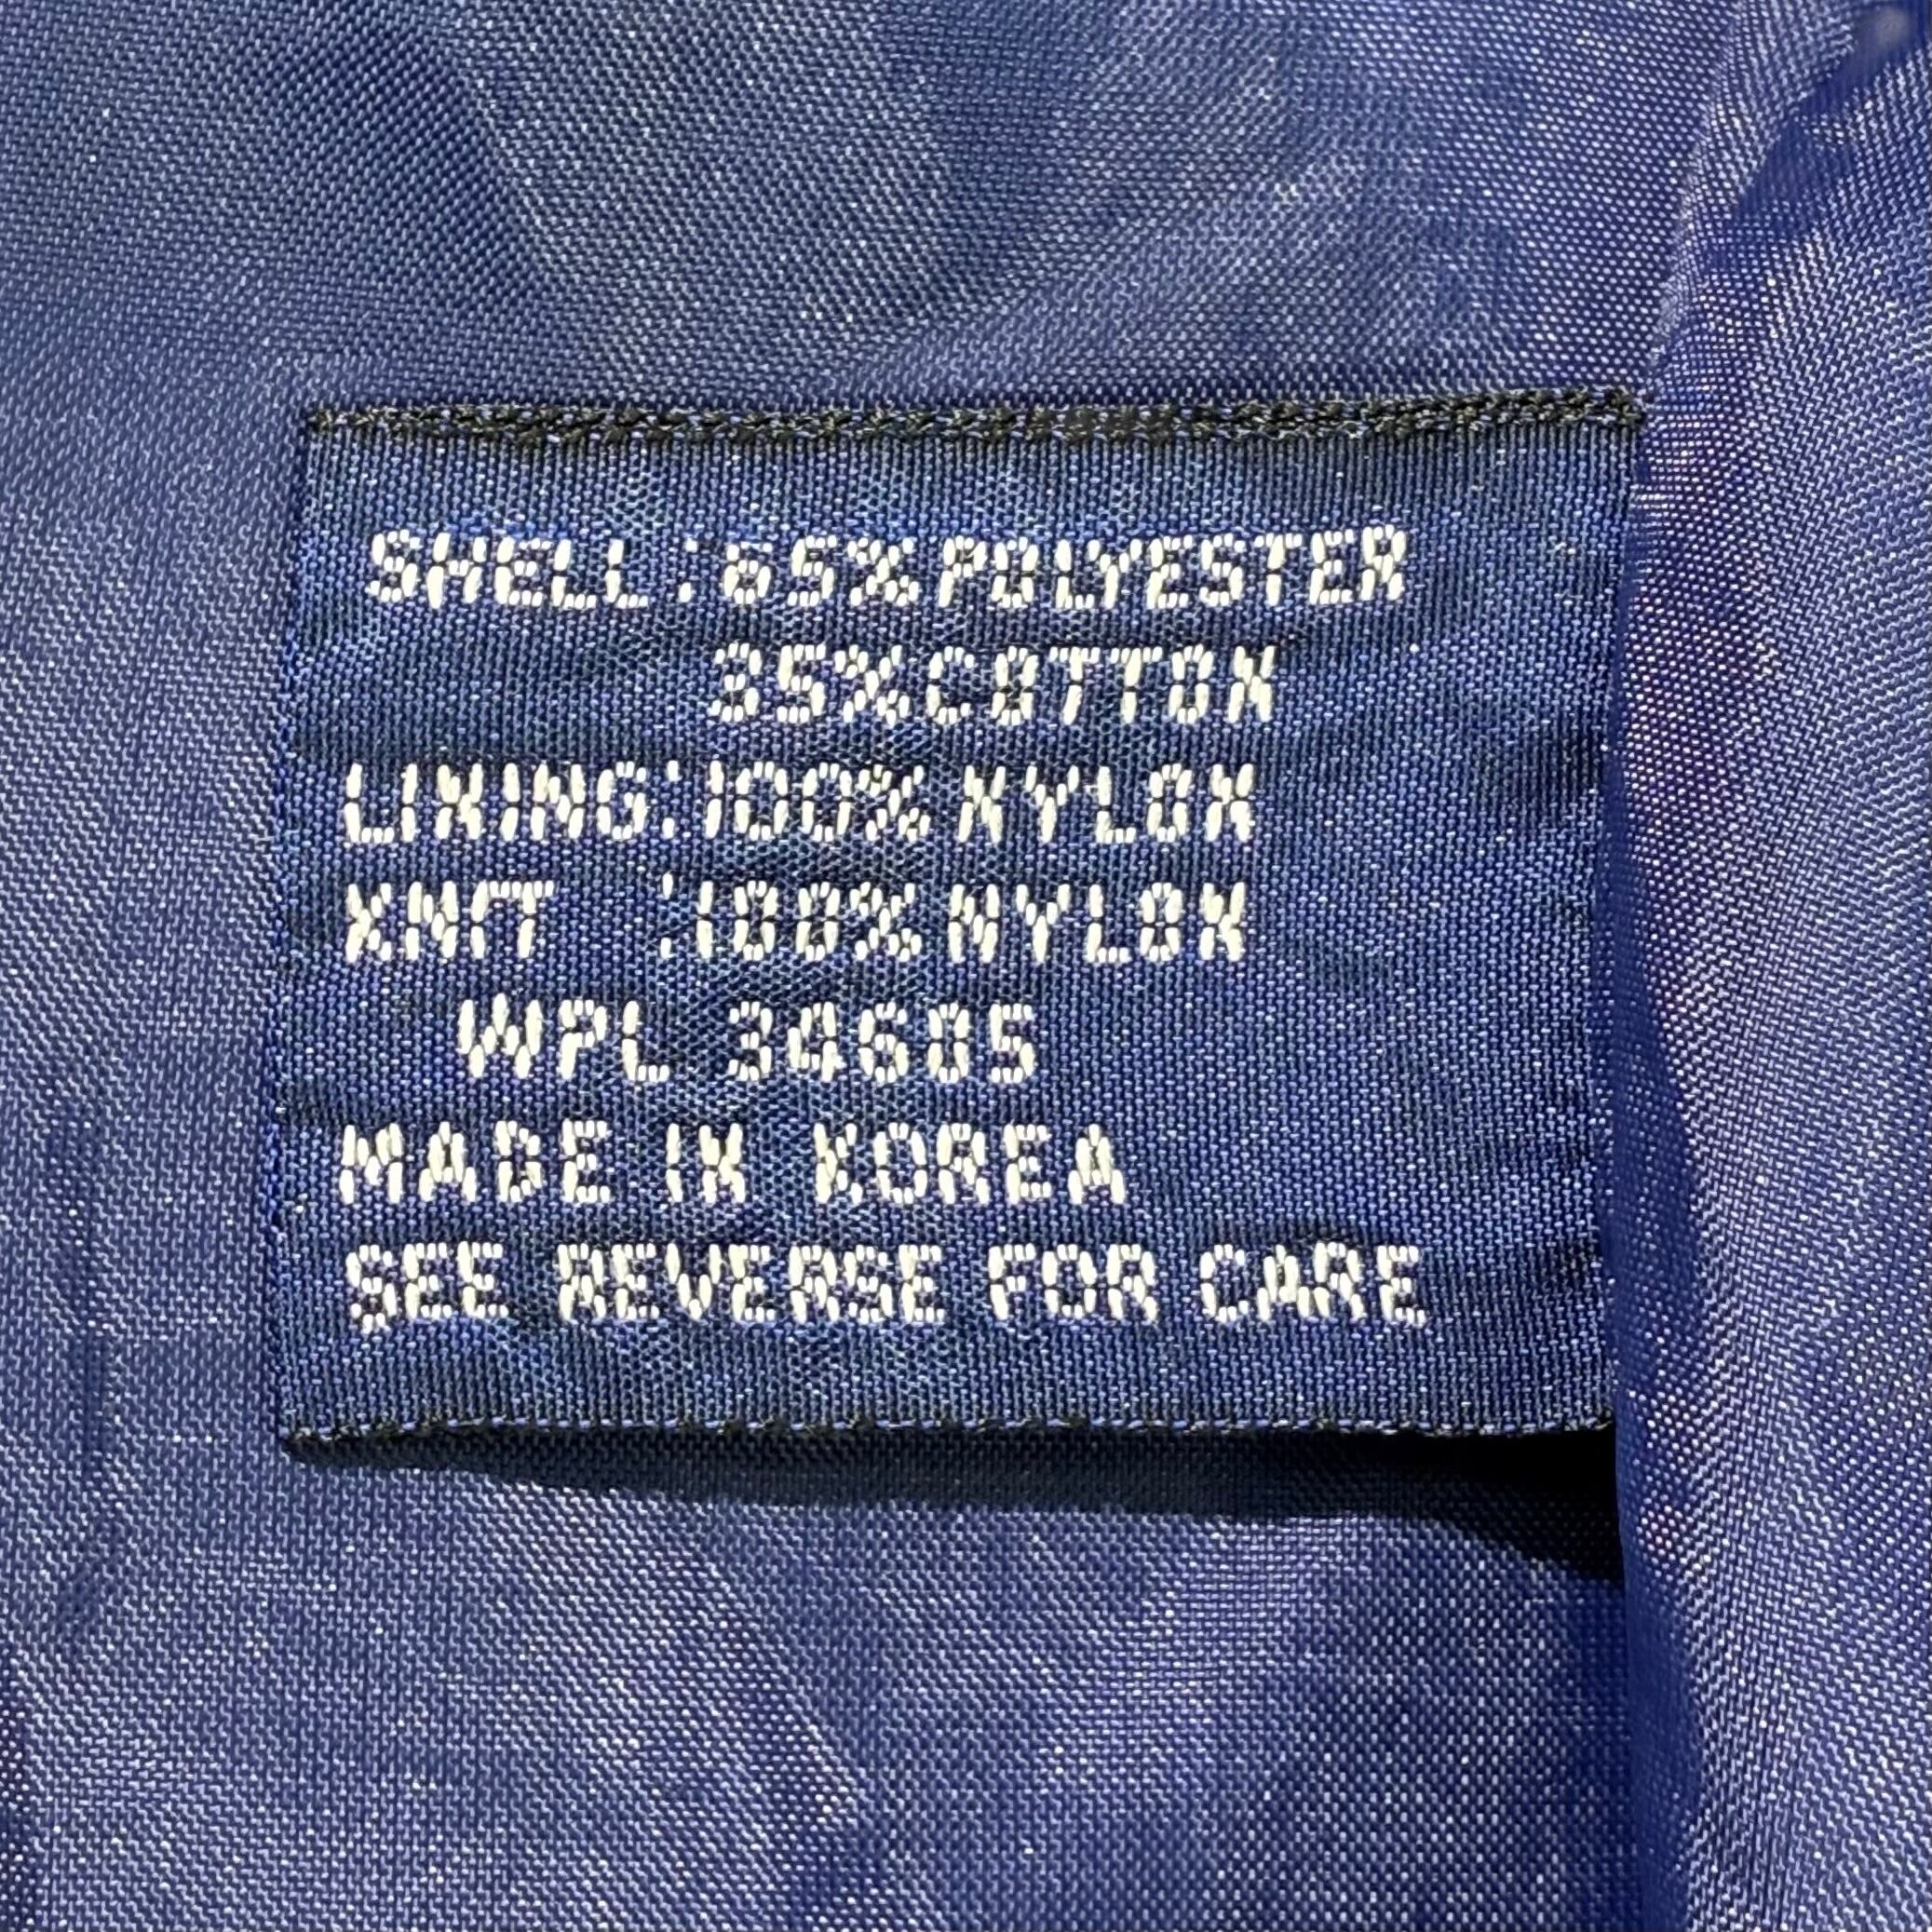 SHELL: 65% POLYESTER
35% COTTON
LINING: 100% NYLON
KNIT : 100% NYLON
WPL 34605
MADE IN KOREA
SEE REVERSE FOR CARE